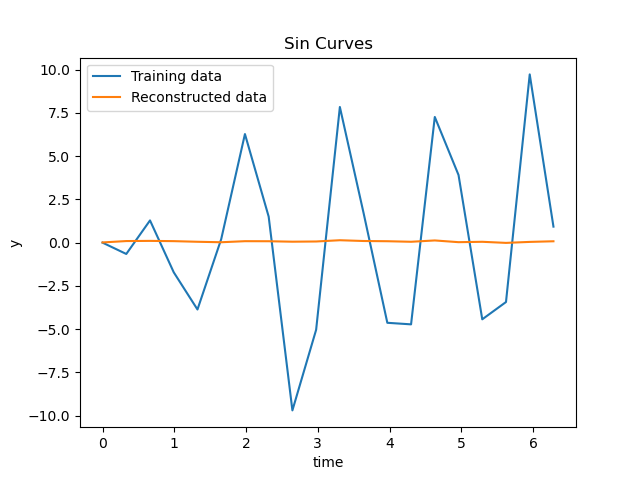 Sin Curves
Training data
Reconstructed data
10.0
7.5
5.0
2.5
0.0
−2.5
−5.0
−7.5
−10.0
y
0 1 2 3 4 5 6
time